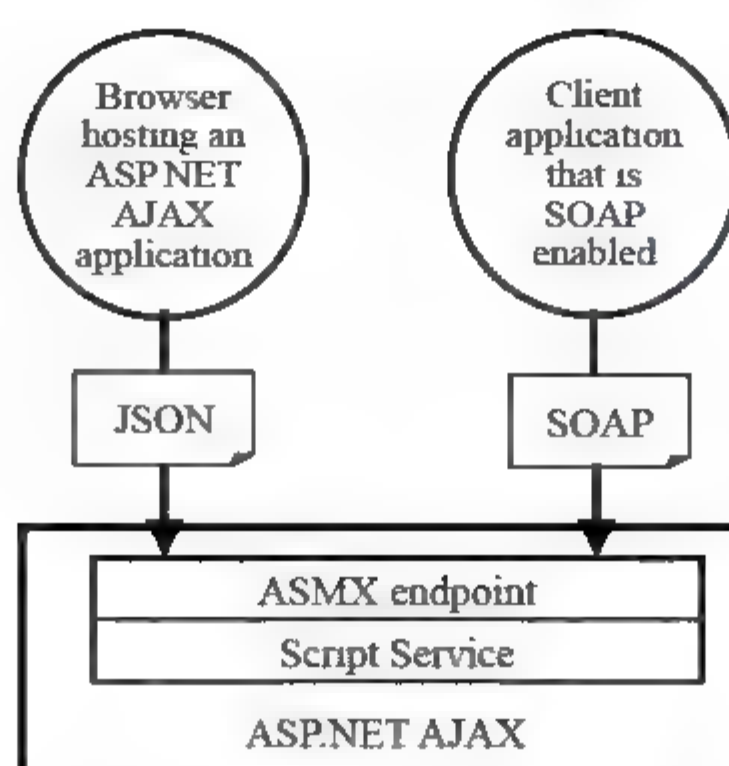 Browser
hosting an
ASP NET
AJAX
application
Client
application
that is
SOAP
enabled
JSON
SOAP
ASMX endpoint
Script Service
ASP.NET AJAX